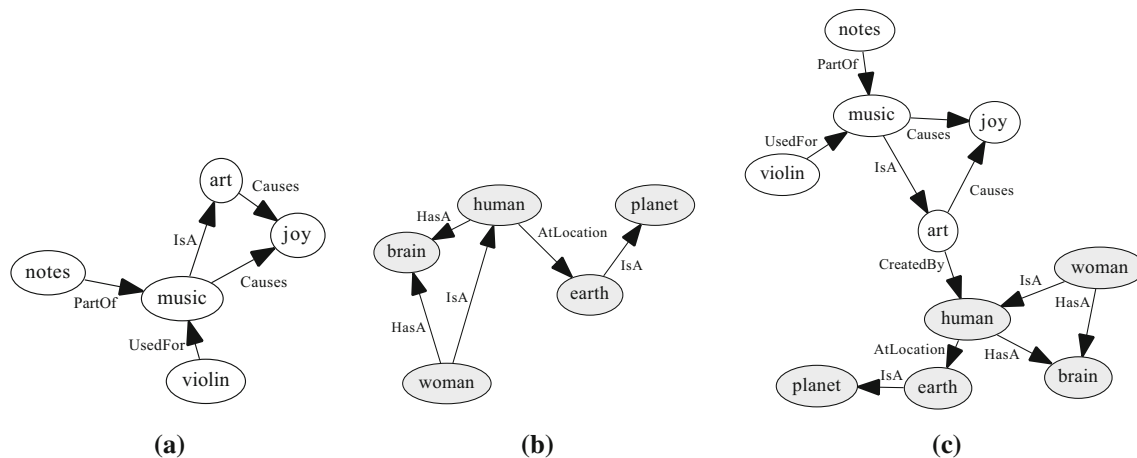 art
Causes
joy
IsA
Causes
notes
PartOf
music
UsedFor
violin
(a)
human
planet
HasA
AtLocation
brain
IsA
earth
IsA
HasA
woman
(b)
notes
PartOf
music
joy
Causes
UsedFor
violin
IsA
Causes
art
CreatedBy
woman
IsA
HasA
human
AtLocation
HasA
planet
IsA
earth
brain
(c)